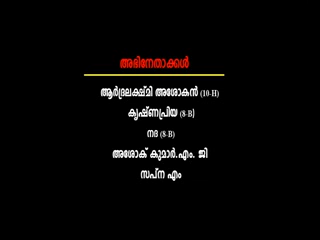 അഭിനേതാക്കൾ
ആർദ്രലക്ഷ്മി അശോകൻ (10-H)
കൃഷ്ണപ്രിയ (8-B)
നദ (8-B)
അശോക് കുമാർ.എം. ജി
സപ്ന എം